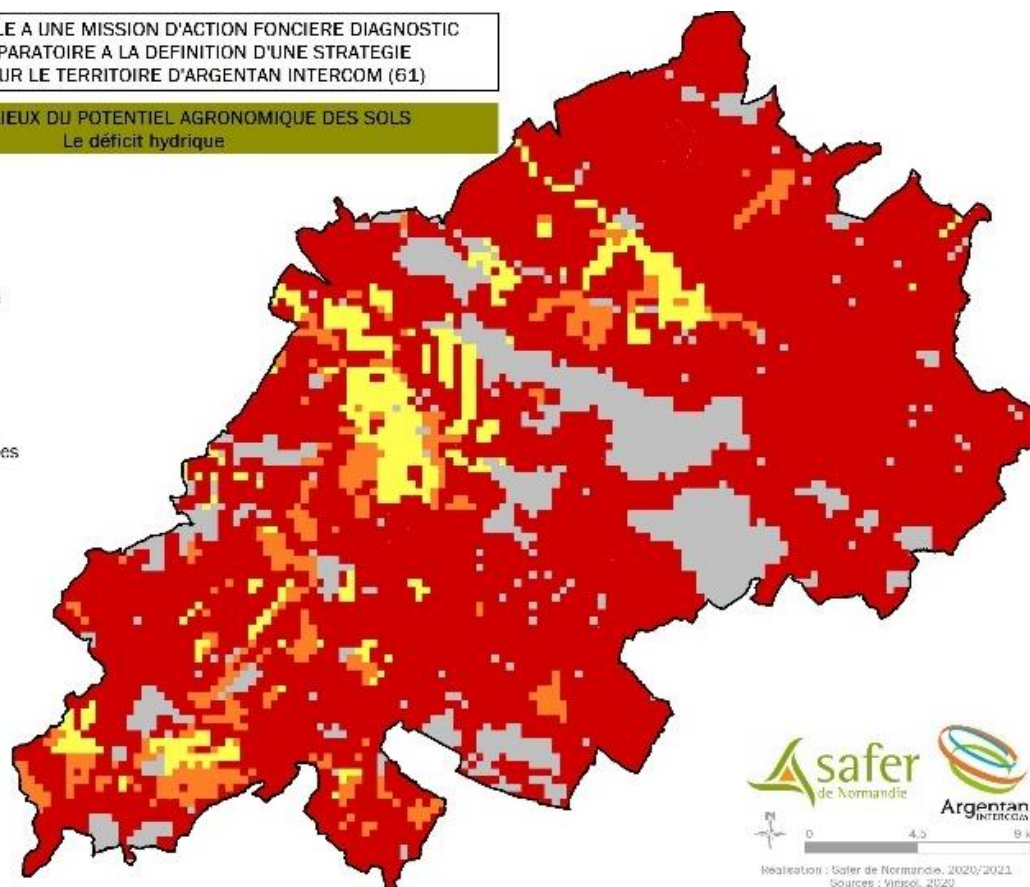 LE A UNE MISSION D'ACTION FONCIERE DIAGNOSTIC
PARATOIRE A LA DEFINITION D'UNE STRATEGIE
UR LE TERRITOIRE D'ARGENTAN INTERCOM (61)
IEUX DU POTENTIEL AGRONOMIQUE DES SOLS
Le déficit hydrique
es
safer
de Normandie
Argentan
INTERCOM
N
0 4,5 9 k
Réalisation : Safer de Normandie, 2020/2021
Sources : Vigisol, 2020